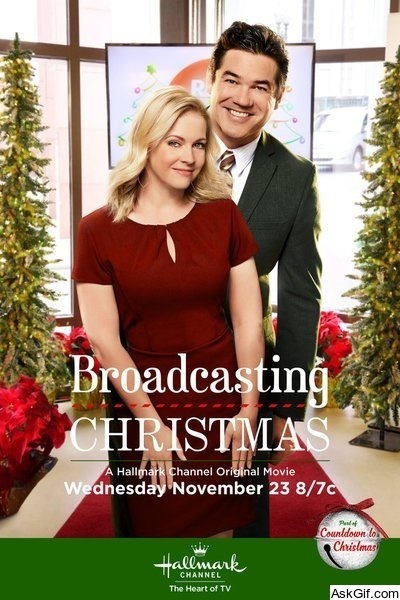 Broadcasting
CHRISTMAS
A Hallmark Channel Original Movie
Wednesday November 23 8/7c
Part of
Countdown to
Christmas
Hallmark
CHANNEL
The Heart of TV
AskGif.com